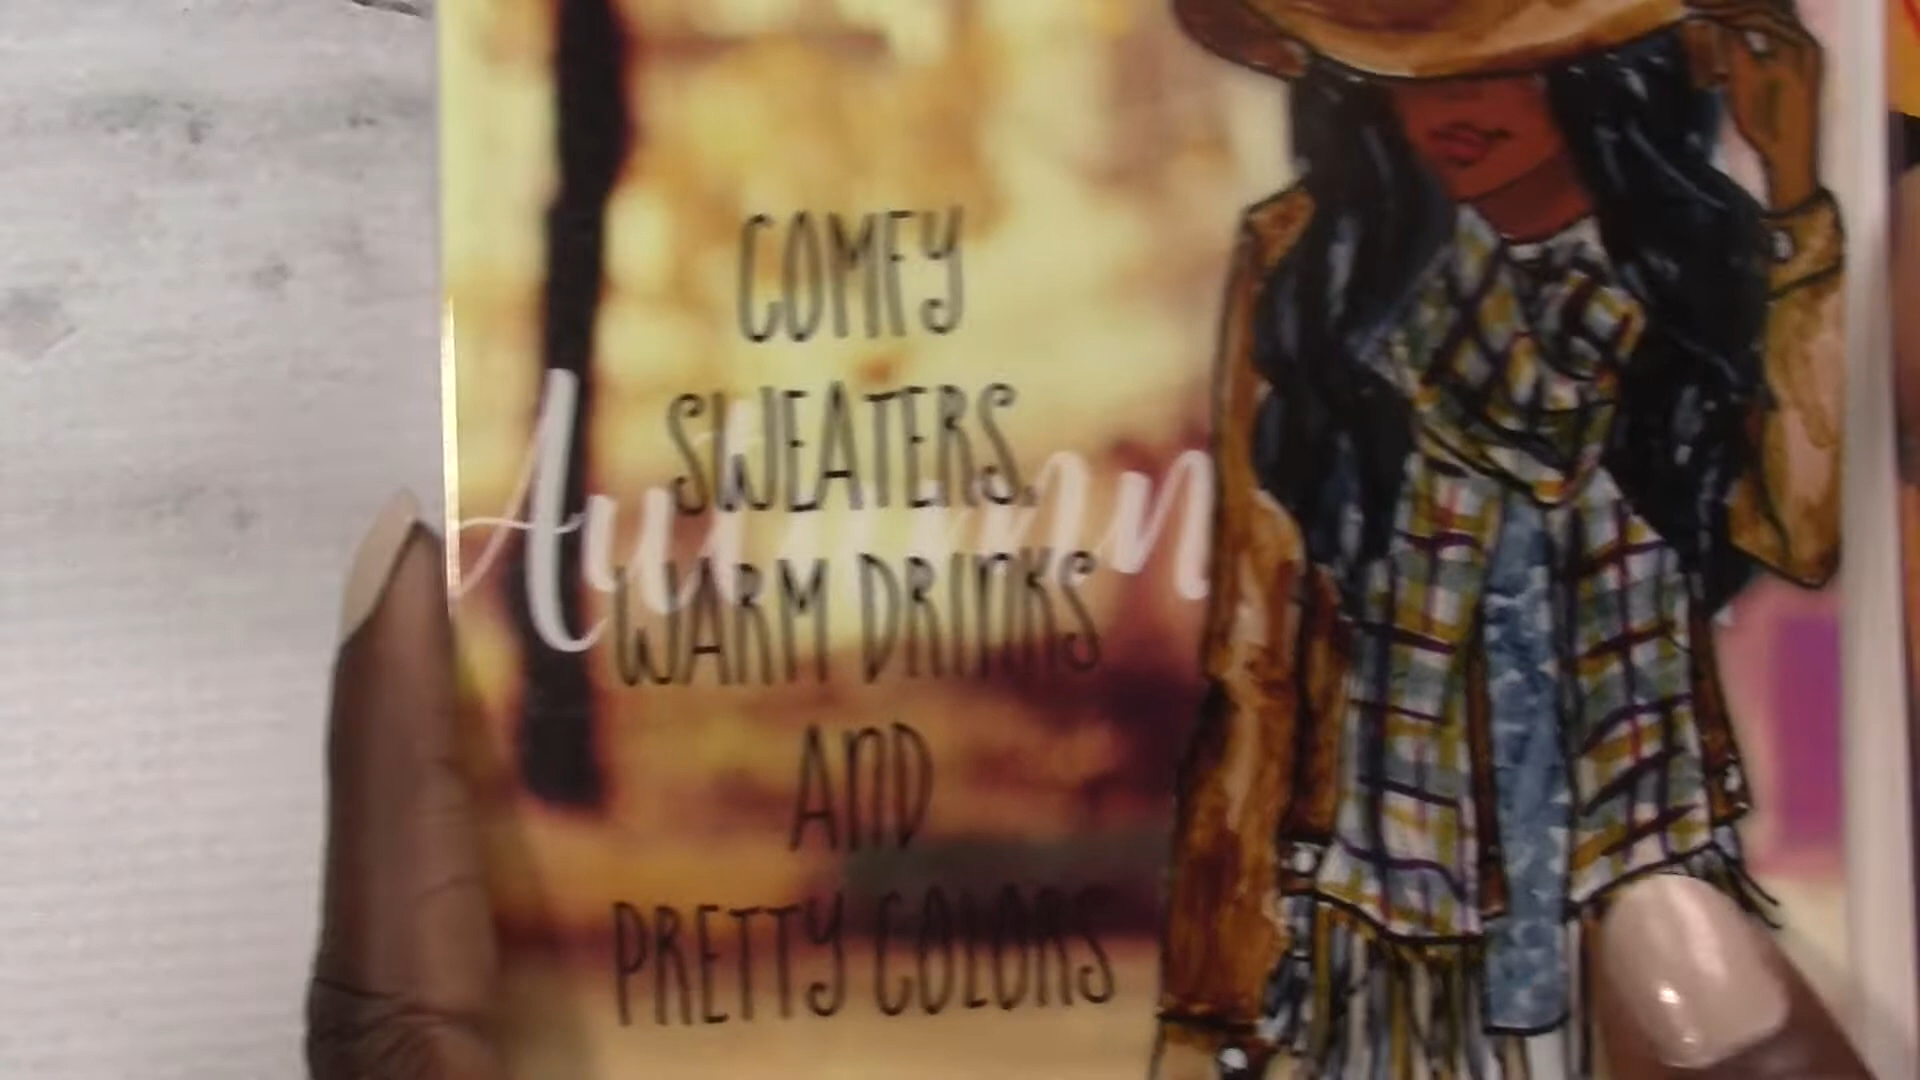 COMFY
SWEATERS.
Autumn
WARM DRINKS
AND
PRETTY COLORS